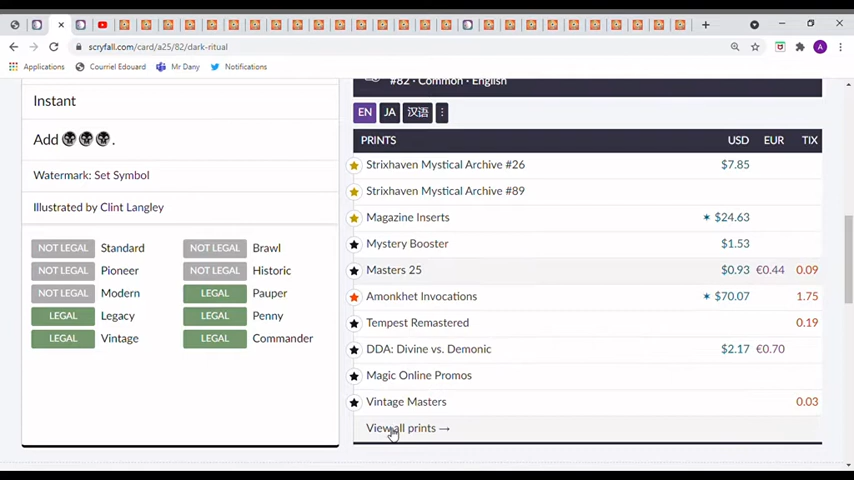 A
scryfall.com/card/a25/82/dark-ritual
Applications Courriel Edouard Mr Dany Notifications
#82 • Common • English
Instant
EN JA 汉语
Add .
PRINTS USD EUR TIX
Watermark: Set Symbol
Strixhaven Mystical Archive #26 $7.85
Strixhaven Mystical Archive #89
Illustrated by Clint Langley
Magazine Inserts ✶ $24.63
NOT LEGAL Standard NOT LEGAL Brawl
Mystery Booster $1.53
NOT LEGAL Pioneer NOT LEGAL Historic
Masters 25 $0.93 €0.44 0.09
NOT LEGAL Modern LEGAL Pauper
Amonkhet Invocations ✶ $70.07 1.75
LEGAL Legacy LEGAL Penny
Tempest Remastered 0.19
LEGAL Vintage LEGAL Commander
DDA: Divine vs. Demonic $2.17 €0.70
Magic Online Promos
Vintage Masters 0.03
View all prints →